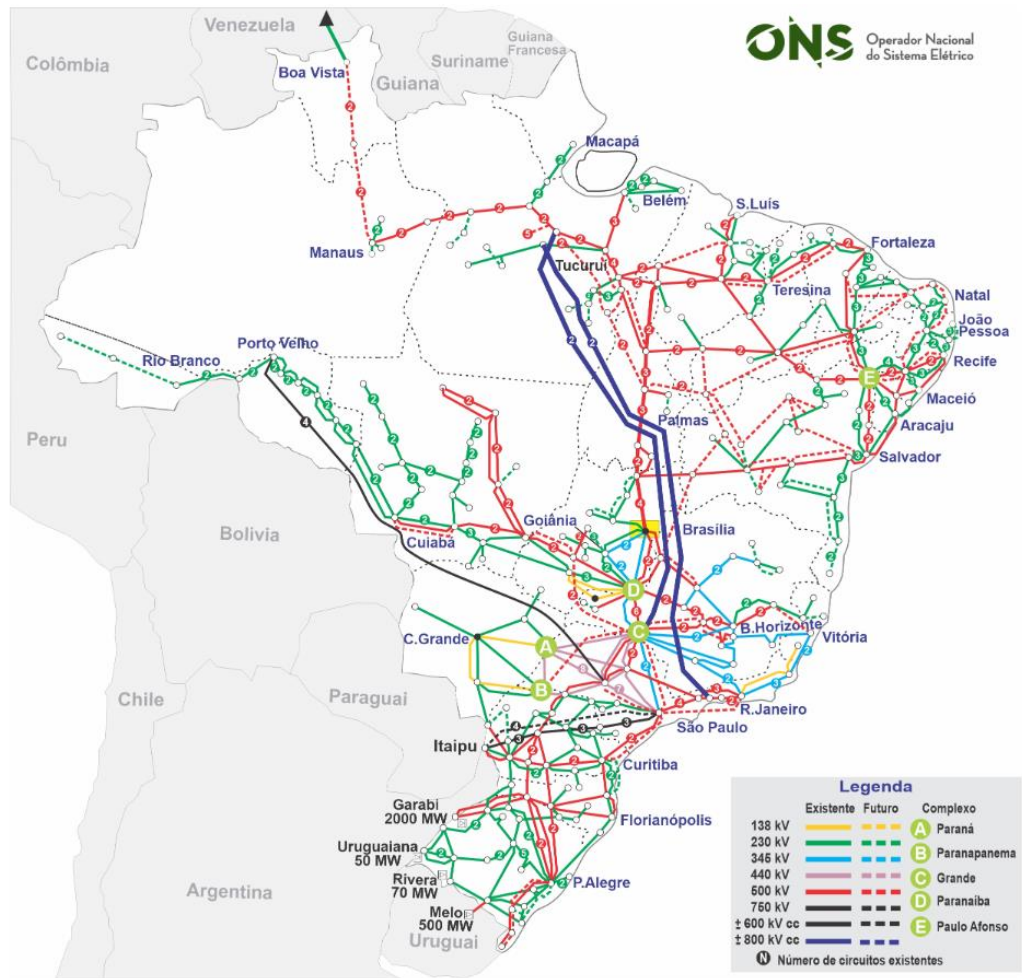 ONS
Operador Nacional
do Sistema Elétrico
Venezuela
Colômbia
Guiana
Francesa
Suriname
Guiana
Boa Vista
Macapá
Belém
S.Luís
Fortaleza
Manaus
Tucuruí
Teresina
Natal
João
Pessoa
Recife
Porto Velho
Rio Branco
Maceió
Aracaju
Palmas
Salvador
Peru
Bolivia
Cuiabá
Goiânia
Brasília
B.Horizonte
Vitória
C.Grande
Chile
Paraguai
R.Janeiro
São Paulo
Itaipu
Curitiba
Garabi
2000 MW
Florianópolis
Uruguaiana
50 MW
Rivera
70 MW
P.Alegre
Melo
500 MW
Argentina
Uruguai
A
B
C
D
E
Legenda
Existente Futuro Complexo
138 kV A Paraná
230 kV B Paranapanema
345 kV C Grande
440 kV D Paranaiba
500 kV E Paulo Afonso
750 kV
± 600 kV cc
± 800 kV cc
N Número de circuitos existentes